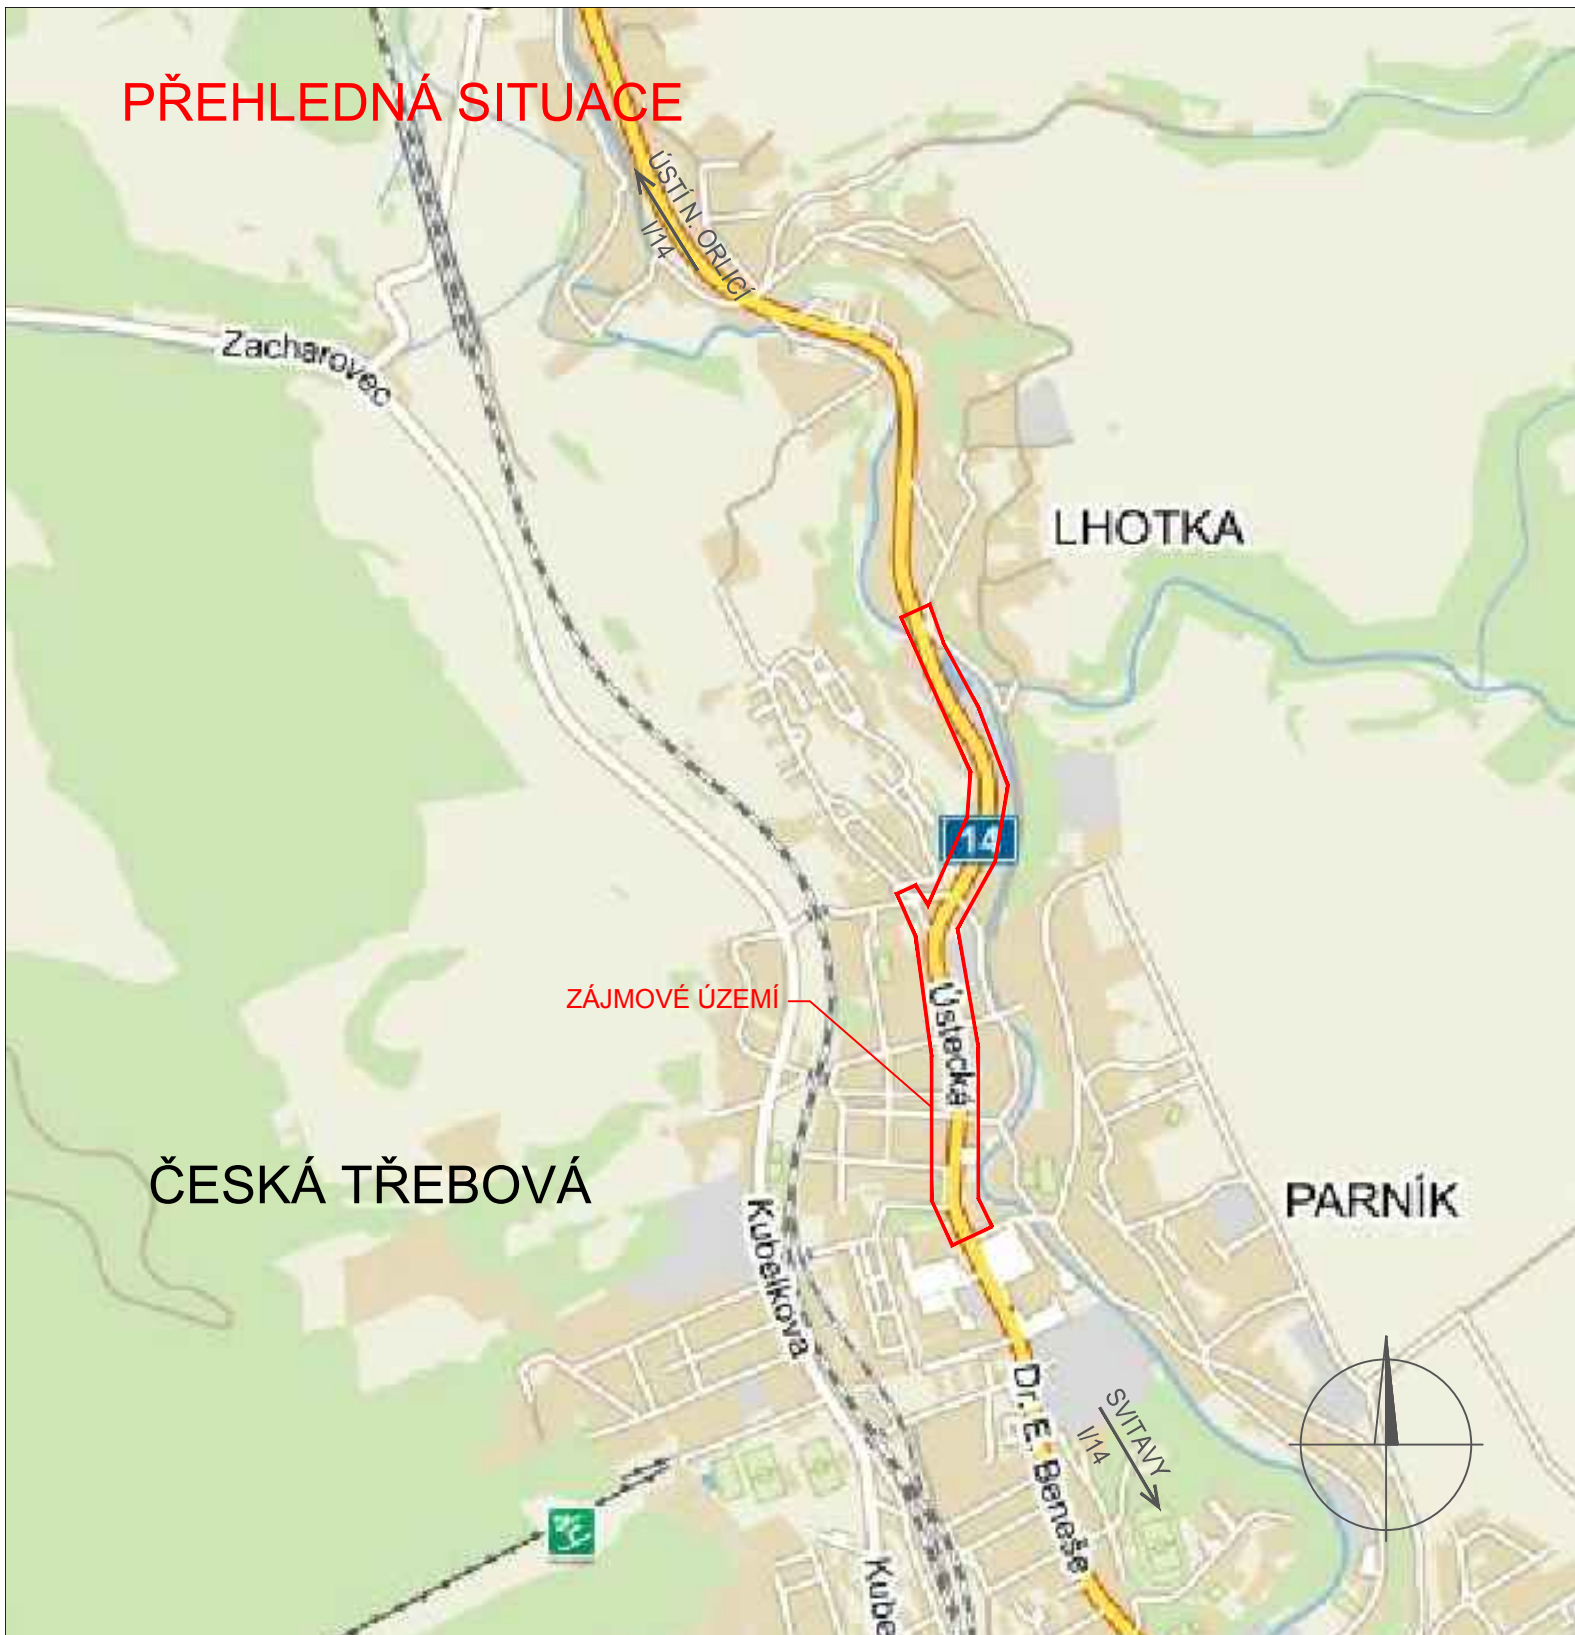 PŘEHLEDNÁ SITUACE
ÚSTÍ N. ORLICÍ
I/14
Zacharovec
LHOTKA
14
ZÁJMOVÉ ÚZEMÍ
Ústecká
ČESKÁ TŘEBOVÁ
PARNÍK
Kubelkova
Dr. E. Beneše
SVITAVY
I/14
Kube